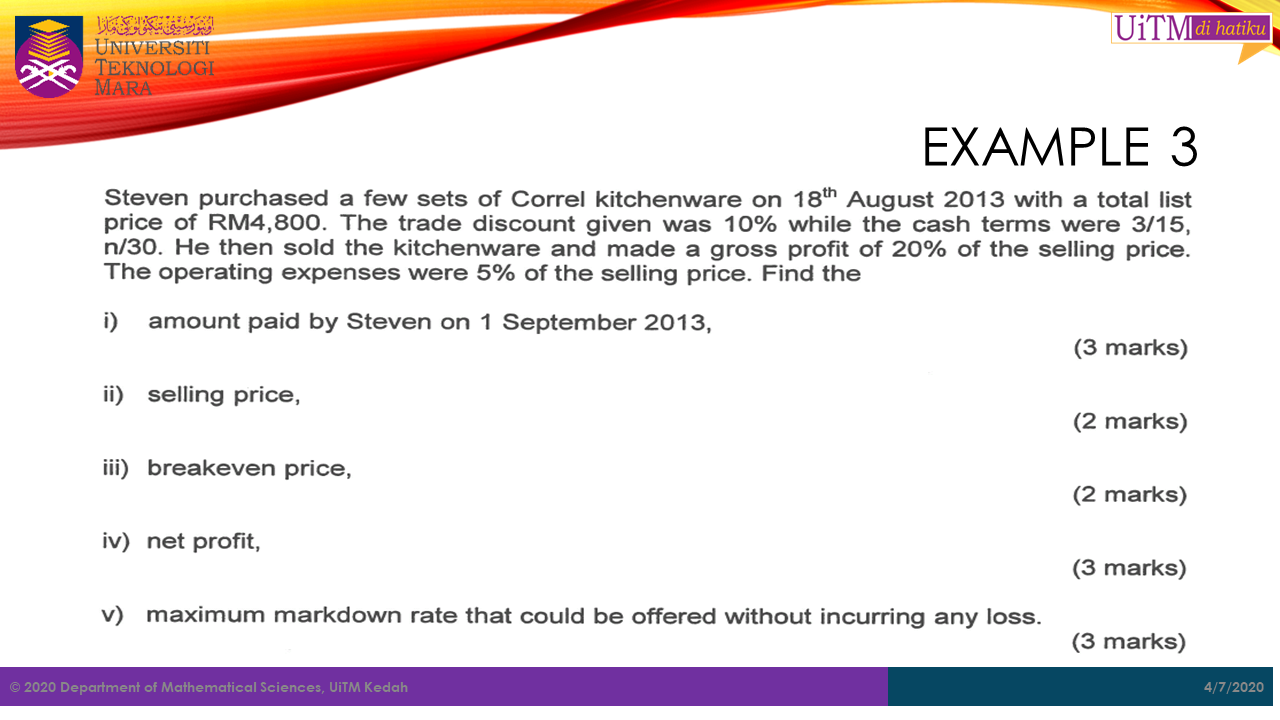 اونيۏرسيتي تيكنولوݢي مارا
UNIVERSITI
TEKNOLOGI
MARA
UiTM di hatiku
EXAMPLE 3
Steven purchased a few sets of Correl kitchenware on 18th August 2013 with a total list
price of RM4,800. The trade discount given was 10% while the cash terms were 3/15,
n/30. He then sold the kitchenware and made a gross profit of 20% of the selling price.
The operating expenses were 5% of the selling price. Find the
i) amount paid by Steven on 1 September 2013,
(3 marks)
ii) selling price,
(2 marks)
iii) breakeven price,
(2 marks)
iv) net profit,
(3 marks)
v) maximum markdown rate that could be offered without incurring any loss.
(3 marks)
© 2020 Department of Mathematical Sciences, UiTM Kedah
4/7/2020